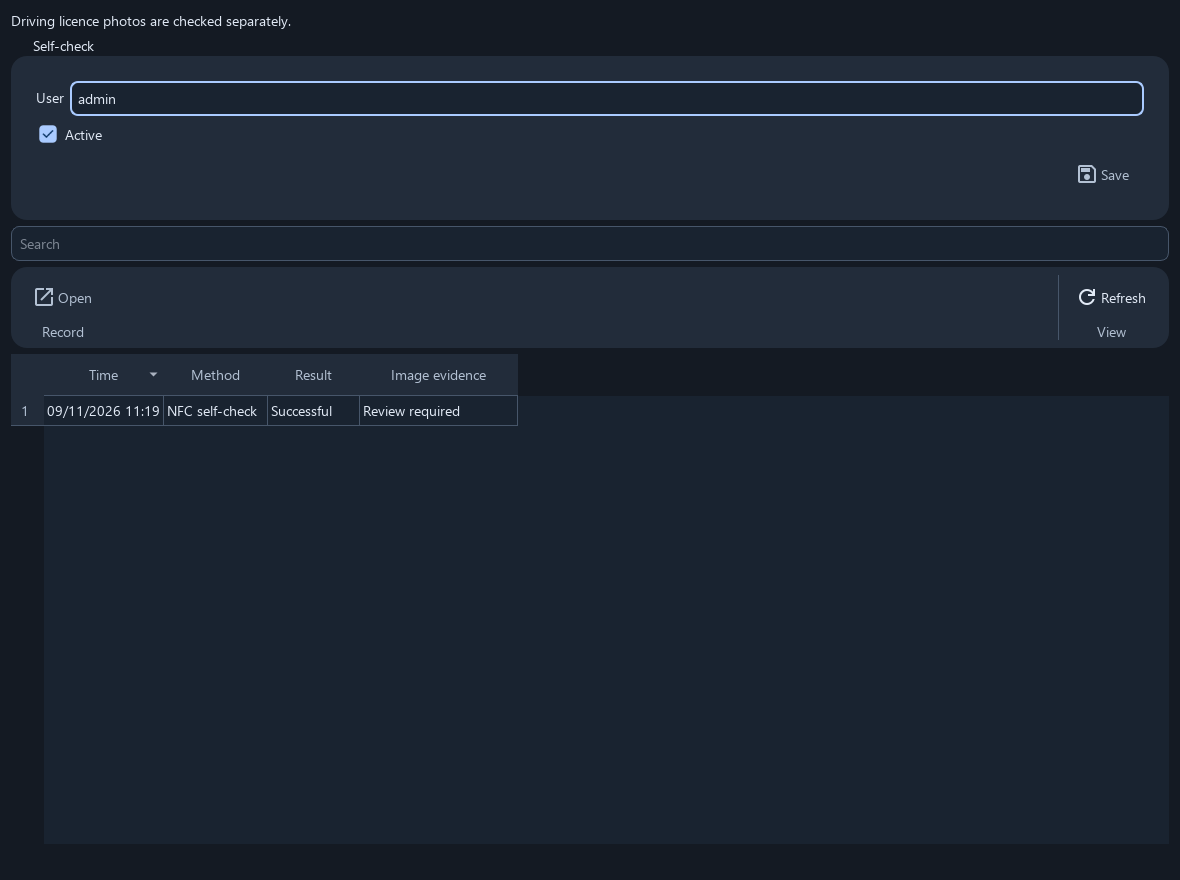 Driving licence photos are checked separately.
Self-check
User admin
Active
Save
Search
Open
Refresh
Record
View
Time Method Result Image evidence
1 09/11/2026 11:19 NFC self-check Successful Review required